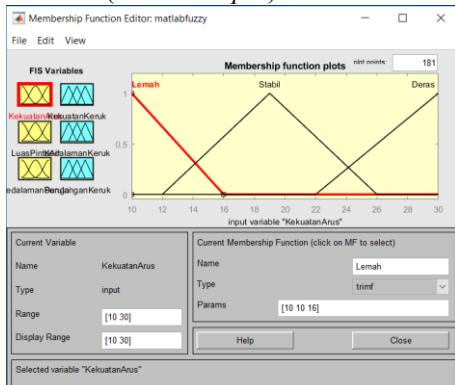 Membership Function Editor: matlabfuzzy
File Edit View
FIS Variables
Membership function plots
plot points:
181
Lemah
Stabil
Deras
KekuatanKeruk
LuasPin
1
0.5
0
10 12 14 16 18 20 22 24 26 28 30
input variable "KekuatanArus"
Current Variable
Name KekuatanArus
Type input
Range [10 30]
Display Range [10 30]
Current Membership Function (click on MF to select)
Name Lemah
Type trimf
Params [10 10 16]
Help Close
Selected variable "KekuatanArus"